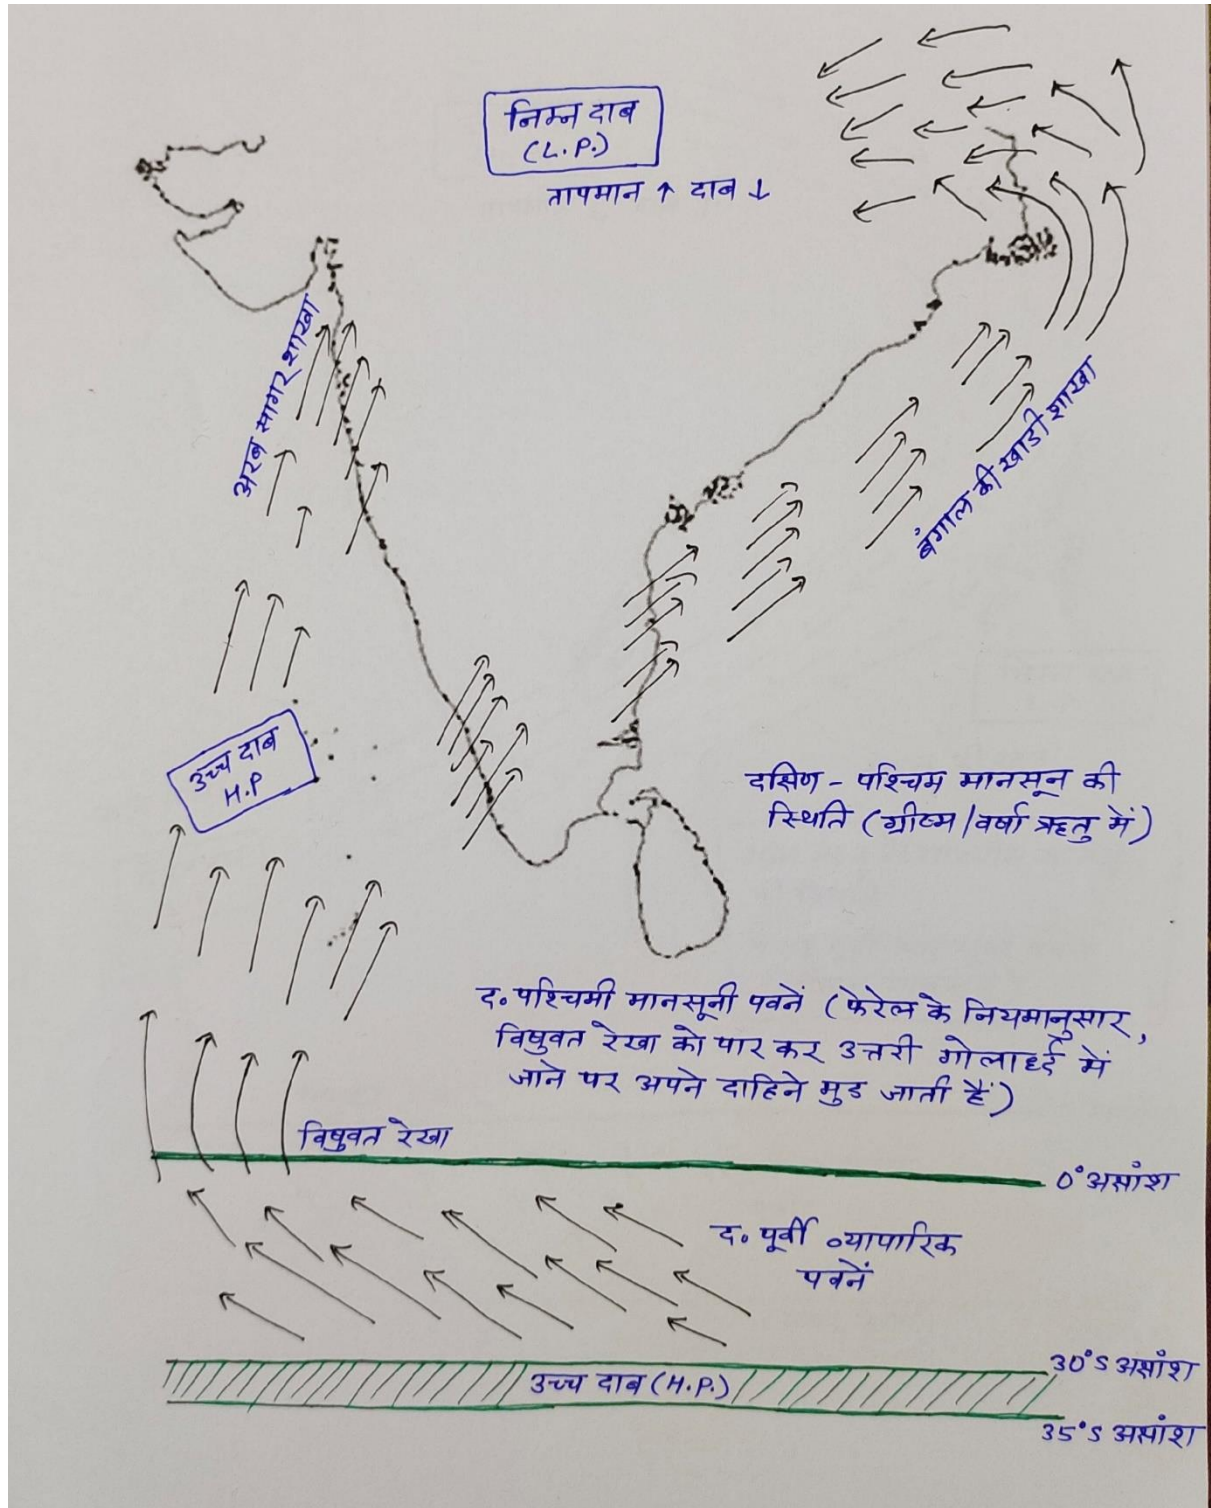 निम्न दाब
(L.P.)
तापमान ↑ दाब ↓
अरब सागर शाखा
बंगाल की खाडी शाखा
उच्च दाब
H.P
दक्षिण - पश्चिम मानसून की
स्थिति (ग्रीष्म/वर्षा ऋतु में)
द॰ पश्चिमी मानसूनी पवनें (फेरेल के नियमानुसार,
विषुवत रेखा को पार कर उत्तरी गोलार्ध्द में
जाने पर अपने दाहिने मुड जाती हैं)
विषुवत रेखा
0° अक्षांश
द॰ पूर्वी व्यापारिक
पवनें
30°S अक्षांश
उच्च दाब (H.P.)
35°S अक्षांश